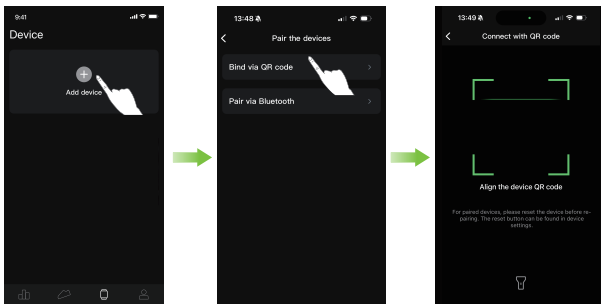 9:41
Device
Add device
13:48
Pair the devices
Bind via QR code
Pair via Bluetooth
13:49
Connect with QR code
Align the device QR code
For paired devices, please reset the device before re-
pairing. The reset button can be found in device
settings.